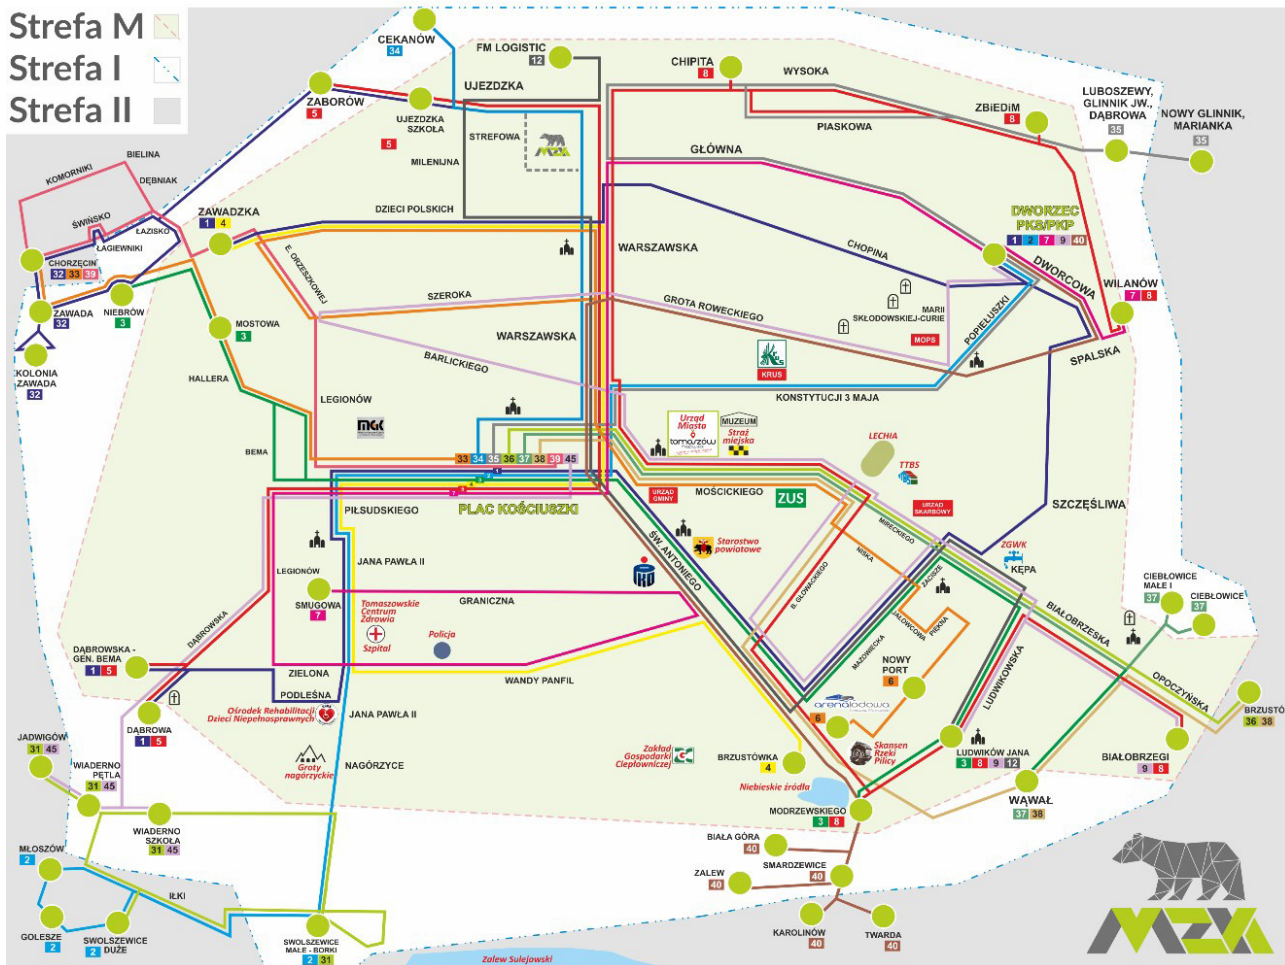 Strefa M
Strefa I
Strefa II
CEKANÓW
34
FM LOGISTIC
12
UJEZDZKA
CHIPITA
8
WYSOKA
PIASKOWA
ZBiEDiM
8
LUBOSZEWY,
GLINNIK JW.,
DĄBROWA
35
NOWY GLINNIK,
MARIANKA
35
ZABORÓW
5
UJEZDZKA
SZKOŁA
5
MILENIJNA
STREFOWA
MZK
GŁÓWNA
BIELINA
KOMORNIKI
DĘBNIAK
ŚWIŃSKO
ŁAZISKO
ŁAGIEWNIKI
ZAWADZKA
1 4
DZIECI POLSKICH
E. ORZESZKOWEJ
WARSZAWSKA
CHOPINA
DWORZEC
PKS/PKP
1 2 7 9 40
DWORCOWA
CHORZĘCIN
32 33 39
ZAWADA
32
NIEBRÓW
3
MOSTOWA
3
SZEROKA
GROTA ROWECKIEGO
MARII
SKŁODOWSKIEJ-CURIE
MOPS
POPIEŁUSZKI
WILANÓW
7 8
SPALSKA
KOLONIA
ZAWADA
32
HALLERA
BARLICKIEGO
WARSZAWSKA
KRUS
LEGIONÓW
MGK
KONSTYTUCJI 3 MAJA
Urząd
Miasta
tomaszów
MUZEUM
Straż
miejska
LECHIA
TTBS
BEMA
33 34 35 36 37 38 39 45
PLAC KOŚCIUSZKI
URZĄD
GMINY
MOŚCICKIEGO
ZUS
URZĄD
SKARBOWY
SZCZĘŚLIWA
PIŁSUDSKIEGO
JANA PAWŁA II
ŚW. ANTONIEGO
Starostwo
powiatowe
MIRECKIEGO
NISKA
ZGWK
KĘPA
LEGIONÓW
SMUGOWA
7
GRANICZNA
B. GŁOWACKIEGO
ZACISZE
CIEBŁOWICE
MAŁE I
37
CIEBŁOWICE
37
DĄBROWSKA
Tomaszowskie
Centrum
Zdrowia
Szpital
Policja
JAŁOWCOWA
PIĘKNA
MAZOWIECKA
BIAŁOBRZESKA
DĄBROWSKA -
GEN. BEMA
1 5
ZIELONA
PODLEŚNA
WANDY PANFIL
NOWY
PORT
6
LUDWIKOWSKA
OPOCZYŃSKA
BRZUSTÓ
36 38
DĄBROWA
1 5
Ośrodek Rehabilitacji
Dzieci Niepełnosprawnych
JANA PAWŁA II
arenalodowa
6
JADWIGÓW
31 45
WIADERNO
PĘTLA
31 45
Groty
nagórzyckie
NAGÓRZYCE
Zakład
Gospodarki
Ciepłowniczej
BRZUSTÓWKA
4
Skansen
Rzeki
Pilicy
LUDWIKÓW JANA
3 8 9 12
BIAŁOBRZEGI
9 8
Niebieskie źródła
MODRZEWSKIEGO
3 8
WĄWAŁ
37 38
WIADERNO
SZKOŁA
31 45
MŁOSZÓW
2
BIAŁA GÓRA
40
SMARDZEWICE
40
ZALEW
40
IŁKI
GOLESZE
2
SWOLSZEWICE
DUŻE
2
SWOLSZEWICE
MAŁE - BORKI
2 31
KAROLINÓW
40
TWARDA
40
Zalew Sulejowski
MZK